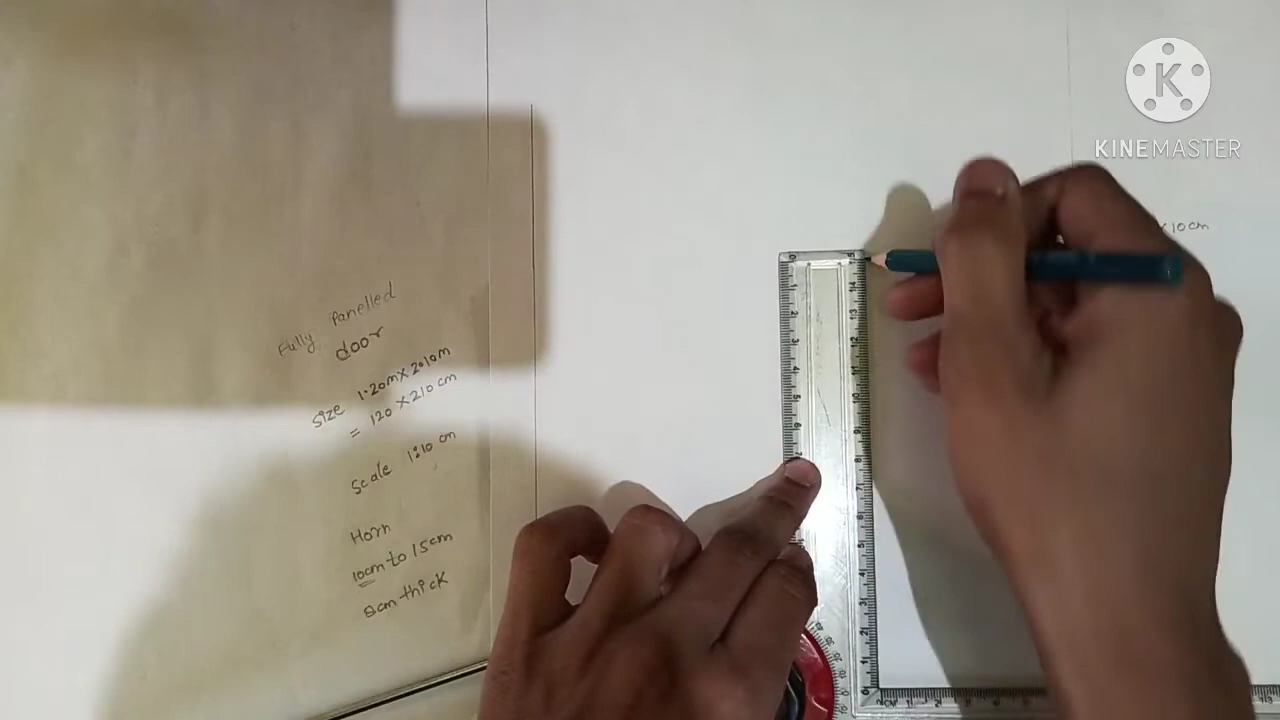 KINEMASTER
10cm
Fully Panelled
door
Size 1.20m×2.10m
= 120 ×210 cm
Scale 1:10 cm
Horn
10cm to 15cm
8cm thick